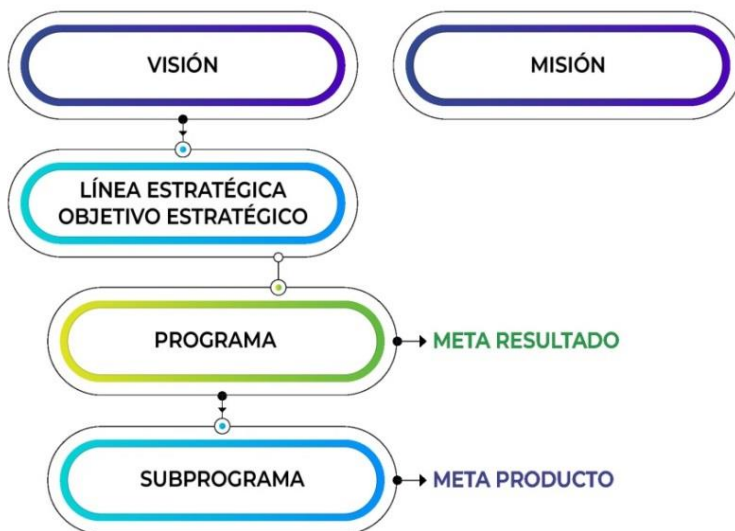 VISIÓN
MISIÓN
LÍNEA ESTRATÉGICA
OBJETIVO ESTRATÉGICO
PROGRAMA
META RESULTADO
SUBPROGRAMA
META PRODUCTO